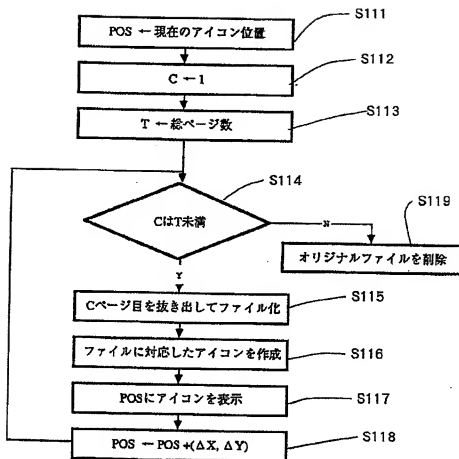 S111
POS ← 現在のアイコン位置
S112
C ← 1
S113
T ← 総ページ数
S114
CはT未満
N
S119
オリジナルファイルを削除
Y
S115
Cページ目を抜き出してファイル化
S116
ファイルに対応したアイコンを作成
S117
POSにアイコンを表示
S118
POS ← POS+(ΔX, ΔY)